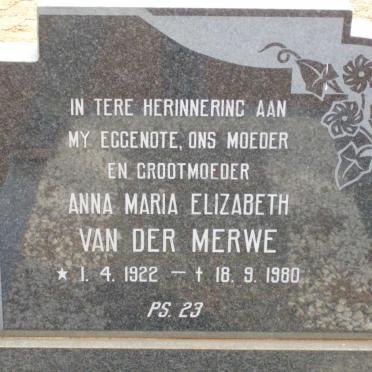 IN TERE HERINNERING AAN
MY EGGENOTE, ONS MOEDER
EN GROOTMOEDER
ANNA MARIA ELIZABETH
VAN DER MERWE
★ 1. 4. 1922 — † 18. 9. 1980
PS. 23